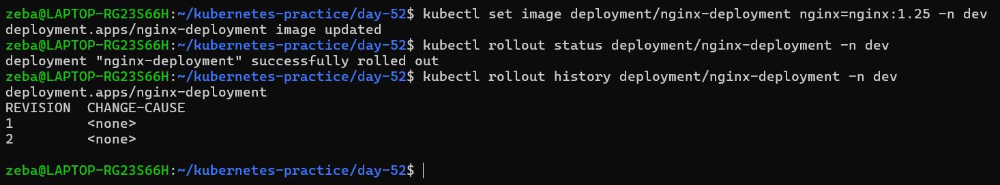 zeba@LAPTOP-RG23S66H:~/kubernetes-practice/day-52$ kubectl set image deployment/nginx-deployment nginx=nginx:1.25 -n dev
deployment.apps/nginx-deployment image updated
zeba@LAPTOP-RG23S66H:~/kubernetes-practice/day-52$ kubectl rollout status deployment/nginx-deployment -n dev
deployment "nginx-deployment" successfully rolled out
zeba@LAPTOP-RG23S66H:~/kubernetes-practice/day-52$ kubectl rollout history deployment/nginx-deployment -n dev
deployment.apps/nginx-deployment
REVISION  CHANGE-CAUSE
1         <none>
2         <none>
zeba@LAPTOP-RG23S66H:~/kubernetes-practice/day-52$